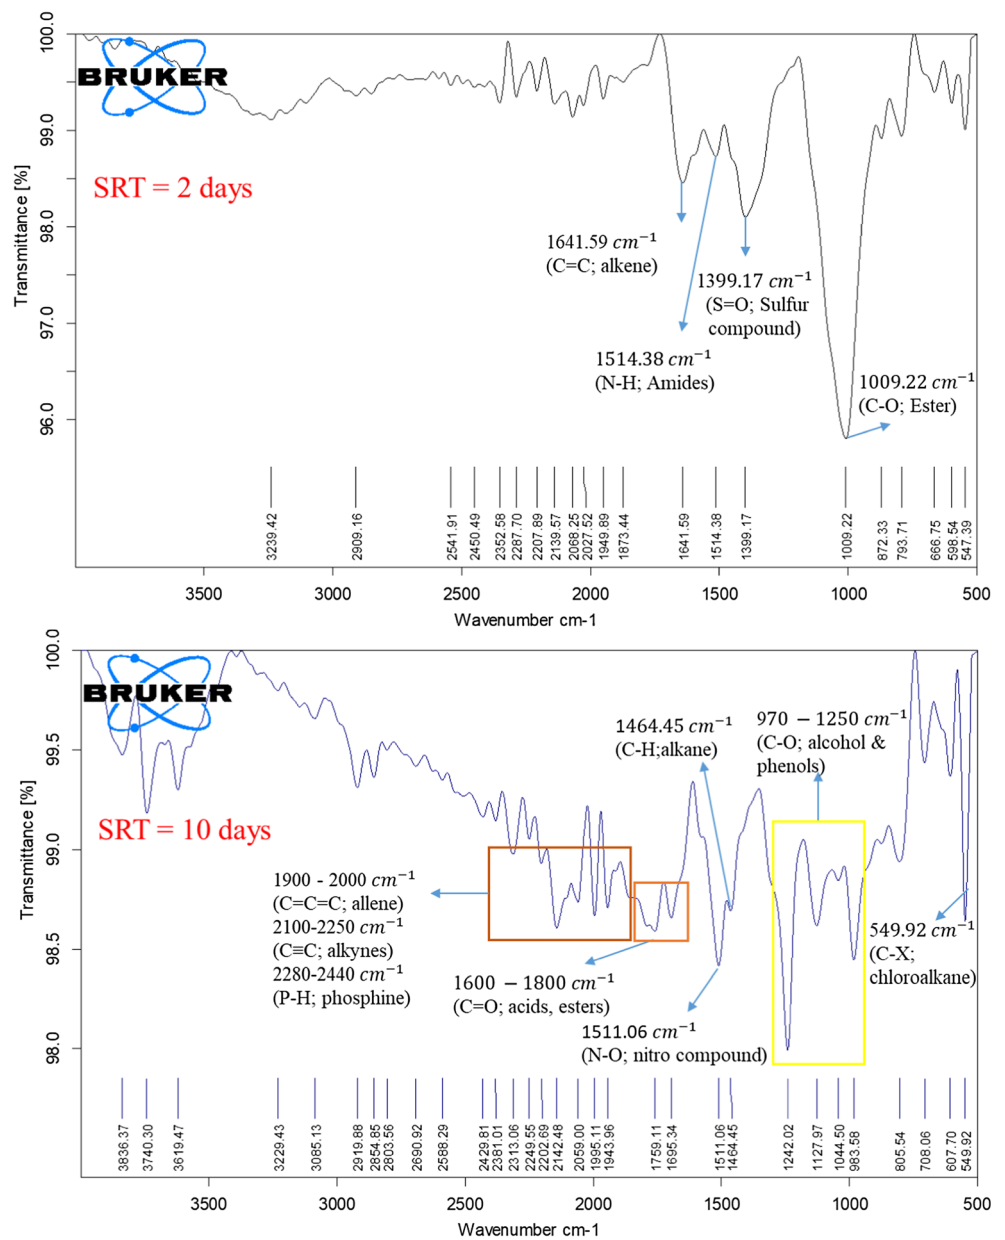 100.0
BRUKER
99.0
SRT = 2 days
98.0
97.0
96.0
Transmittance [%]
1641.59 cm⁻¹
(C=C; alkene)
1399.17 cm⁻¹
(S=O; Sulfur
compound)
1514.38 cm⁻¹
(N-H; Amides)
1009.22 cm⁻¹
(C-O; Ester)
3239.42
2909.16
2541.91
2450.49
2352.58
2287.70
2207.89
2139.57
2068.25
2027.52
1949.89
1873.44
1641.59
1514.38
1399.17
1009.22
872.33
793.71
666.75
598.54
547.39
3500
3000
2500
2000
1500
1000
500
Wavenumber cm-1
100.0
BRUKER
99.5
SRT = 10 days
99.0
98.5
98.0
Transmittance [%]
1464.45 cm⁻¹
(C-H;alkane)
970 – 1250 cm⁻¹
(C-O; alcohol &
phenols)
1900 - 2000 cm⁻¹
(C=C=C; allene)
2100-2250 cm⁻¹
(C≡C; alkynes)
2280-2440 cm⁻¹
(P-H; phosphine)
1600 – 1800 cm⁻¹
(C=O; acids, esters)
1511.06 cm⁻¹
(N-O; nitro compound)
549.92 cm⁻¹
(C-X;
chloroalkane)
3836.37
3740.30
3619.47
3229.43
3085.13
2919.88
2854.85
2803.56
2690.92
2588.29
2429.81
2381.01
2313.06
2249.55
2202.69
2142.48
2059.00
1995.11
1943.96
1759.11
1695.34
1511.06
1464.45
1242.02
1127.97
1044.50
983.58
805.54
708.06
607.70
549.92
3500
3000
2500
2000
1500
1000
500
Wavenumber cm-1